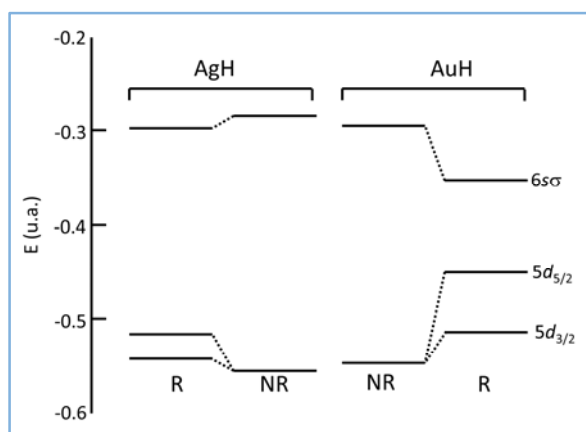 -0.2
AgH AuH
-0.3
6sσ
-0.4
5d5/2
-0.5
5d3/2
R NR NR R
-0.6
E (u.a.)